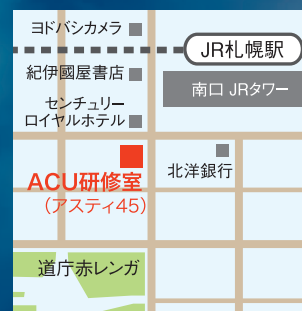 ヨドバシカメラ
JR札幌駅
紀伊國屋書店
南口 JRタワー
センチュリー
ロイヤルホテル
北洋銀行
ACU研修室
(アスティ45)
道庁赤レンガ